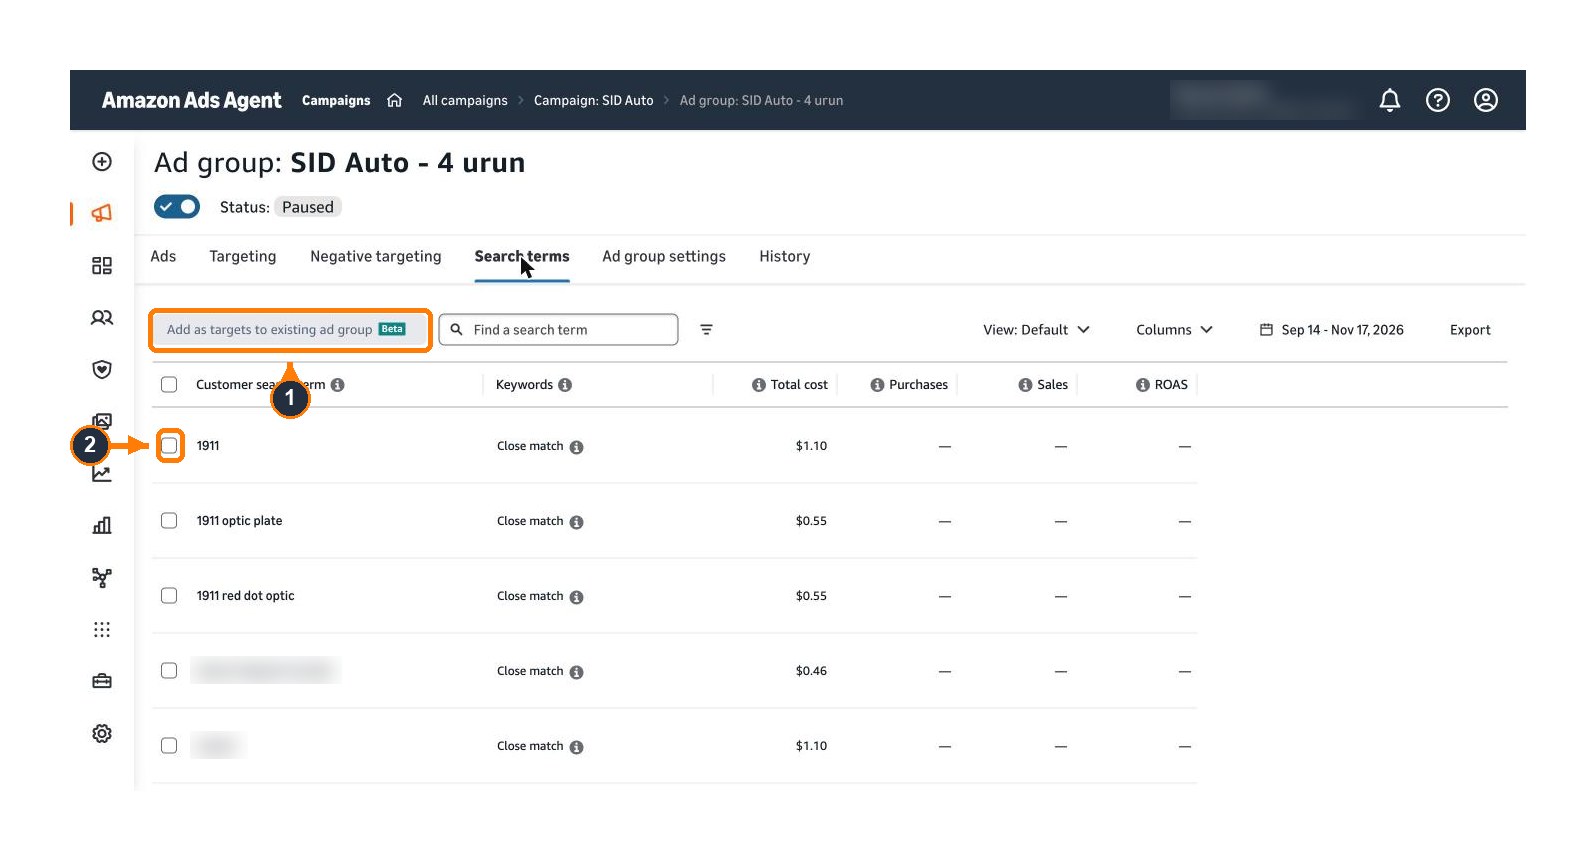 Amazon Ads Agent Campaigns All campaigns > Campaign: SID Auto > Ad group: SID Auto - 4 urun
Ad group: SID Auto - 4 urun
Status: Paused
Ads Targeting Negative targeting Search terms Ad group settings History
Add as targets to existing ad group Beta Find a search term View: Default Columns Sep 14 - Nov 17, 2026 Export
Customer sea erm Keywords Total cost Purchases Sales ROAS
1
2 1911 Close match $1.10 — — —
1911 optic plate Close match $0.55 — — —
1911 red dot optic Close match $0.55 — — —
Close match $0.46 — — —
Close match $1.10 — — —